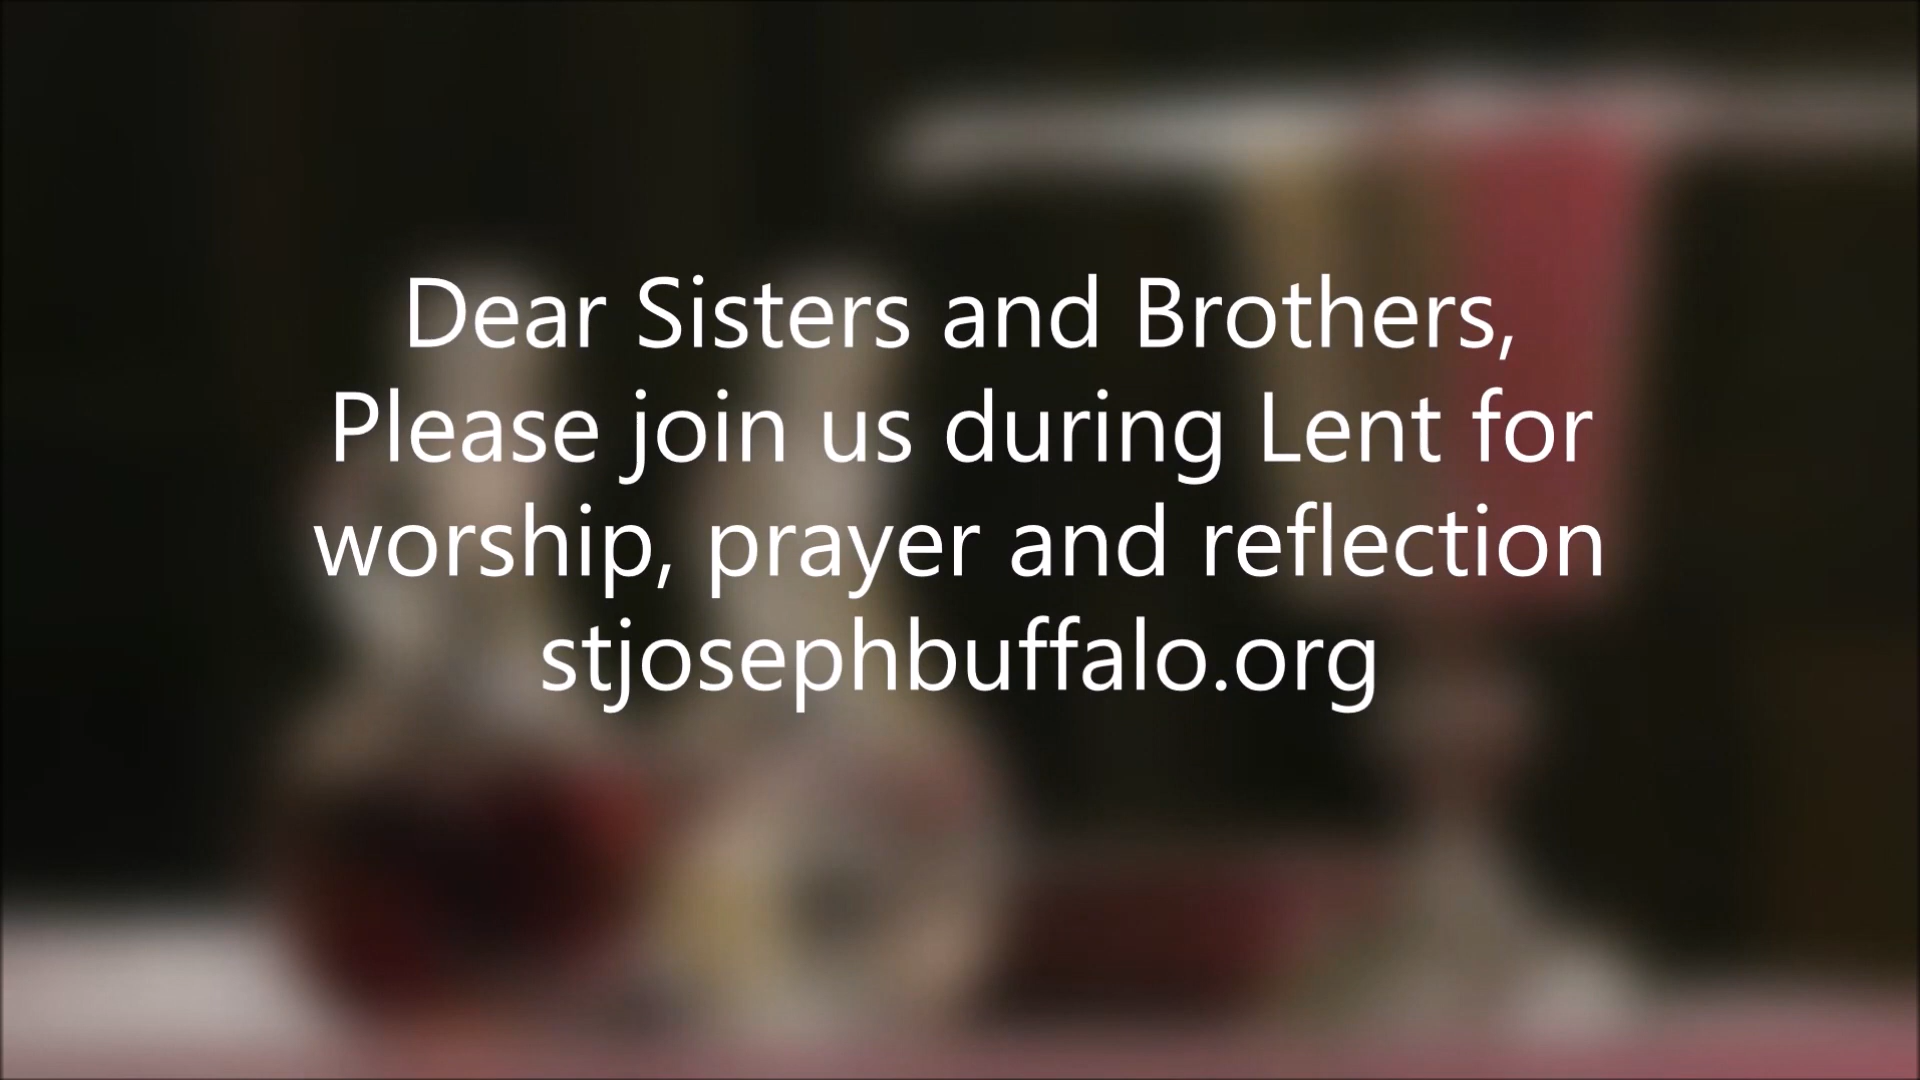 Dear Sisters and Brothers,
Please join us during Lent for
worship, prayer and reflection
stjosephbuffalo.org